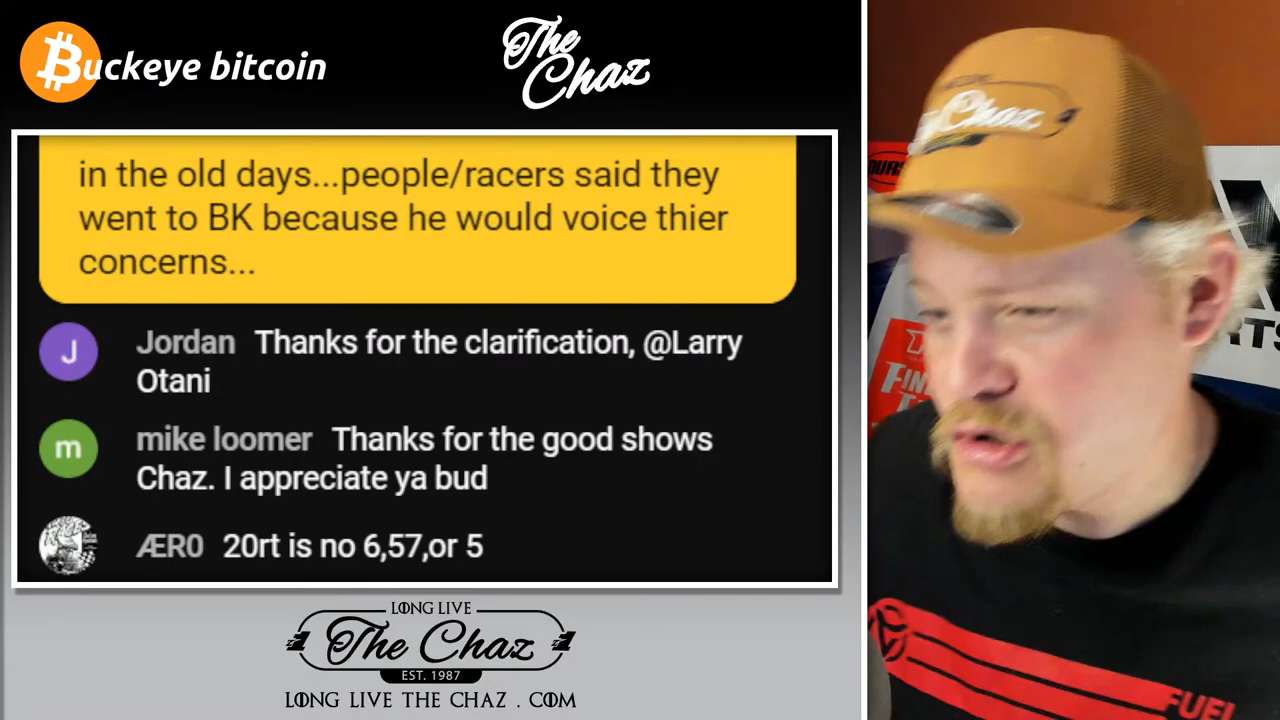 Buckeye bitcoin
The
Chaz
in the old days...people/racers said they
went to BK because he would voice thier
concerns...
J
Jordan Thanks for the clarification, @Larry
Otani
m
mike loomer Thanks for the good shows
Chaz. I appreciate ya bud
ÆR0 20rt is no 6,57,or 5
LONG LIVE
The Chaz
EST. 1987
LONG LIVE THE CHAZ . COM
Chaz
FUEL